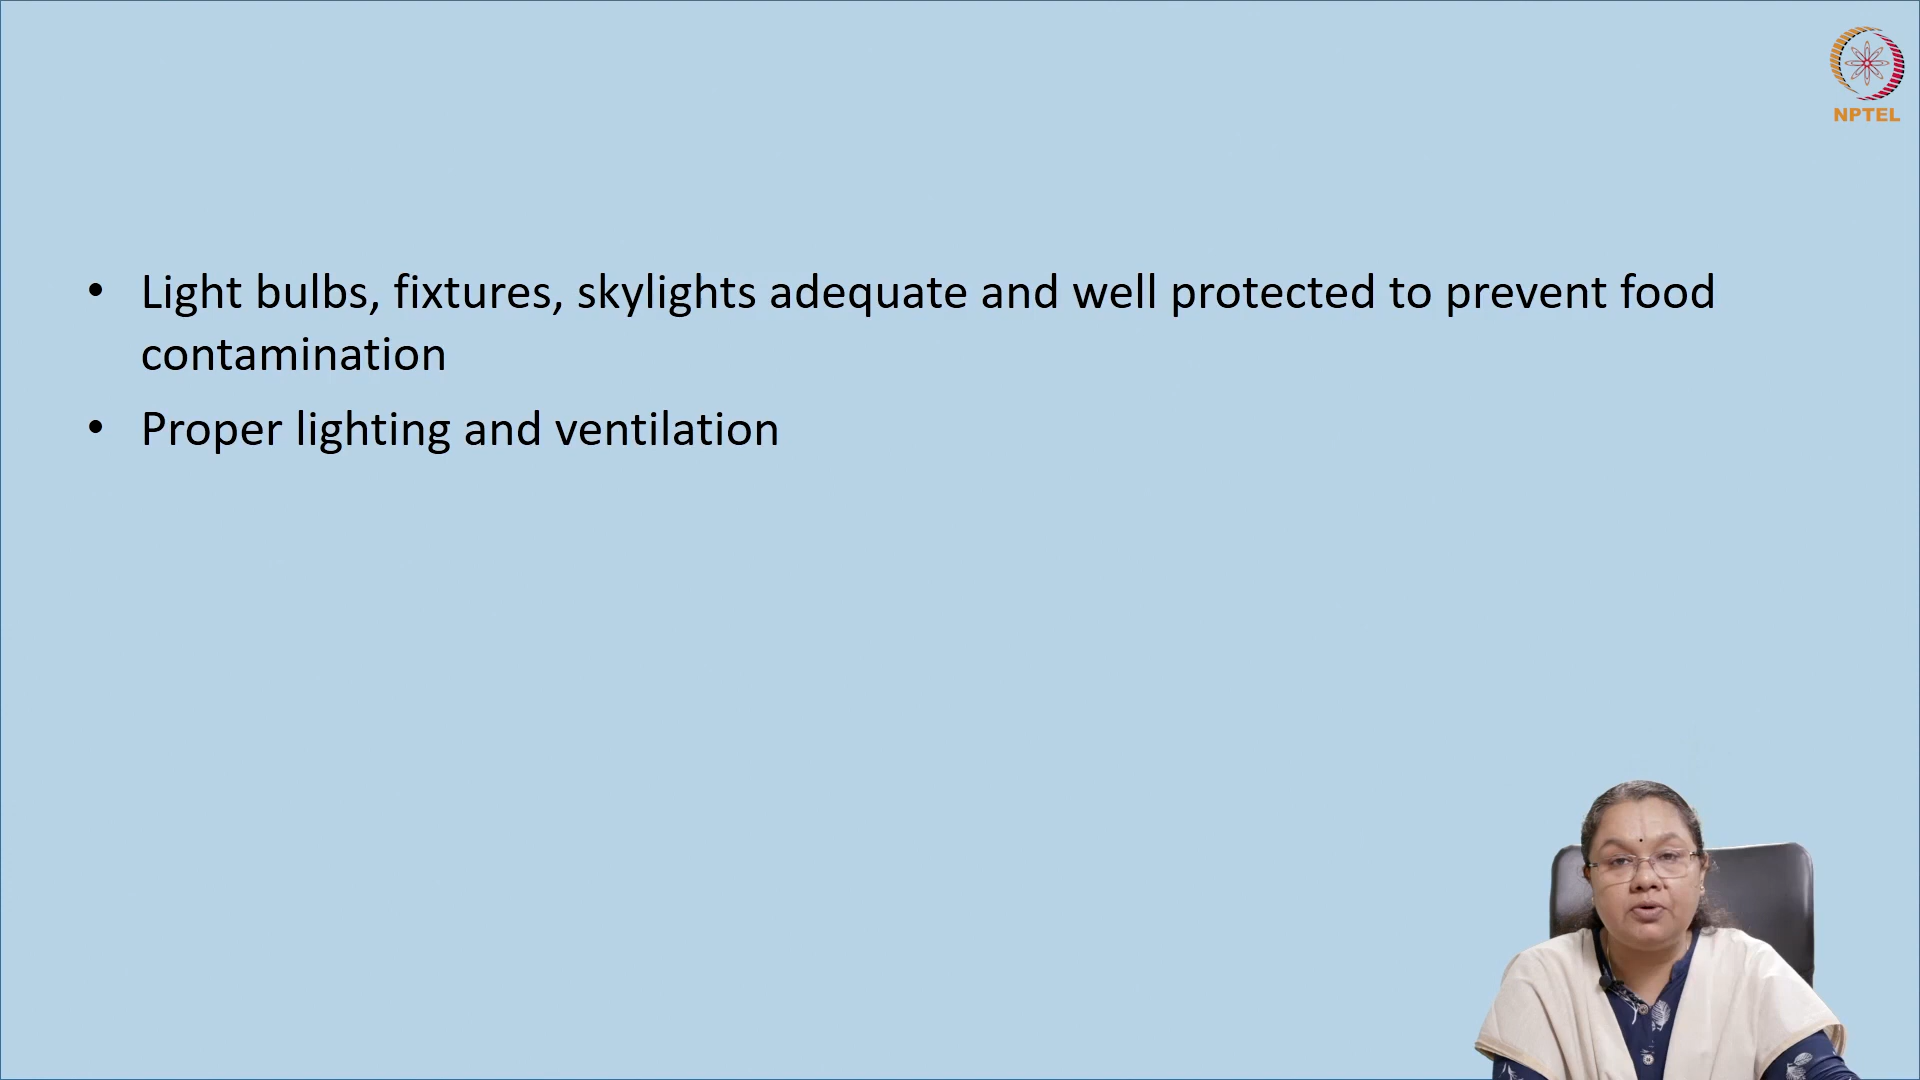 NPTEL
• Light bulbs, fixtures, skylights adequate and well protected to prevent food
contamination
• Proper lighting and ventilation